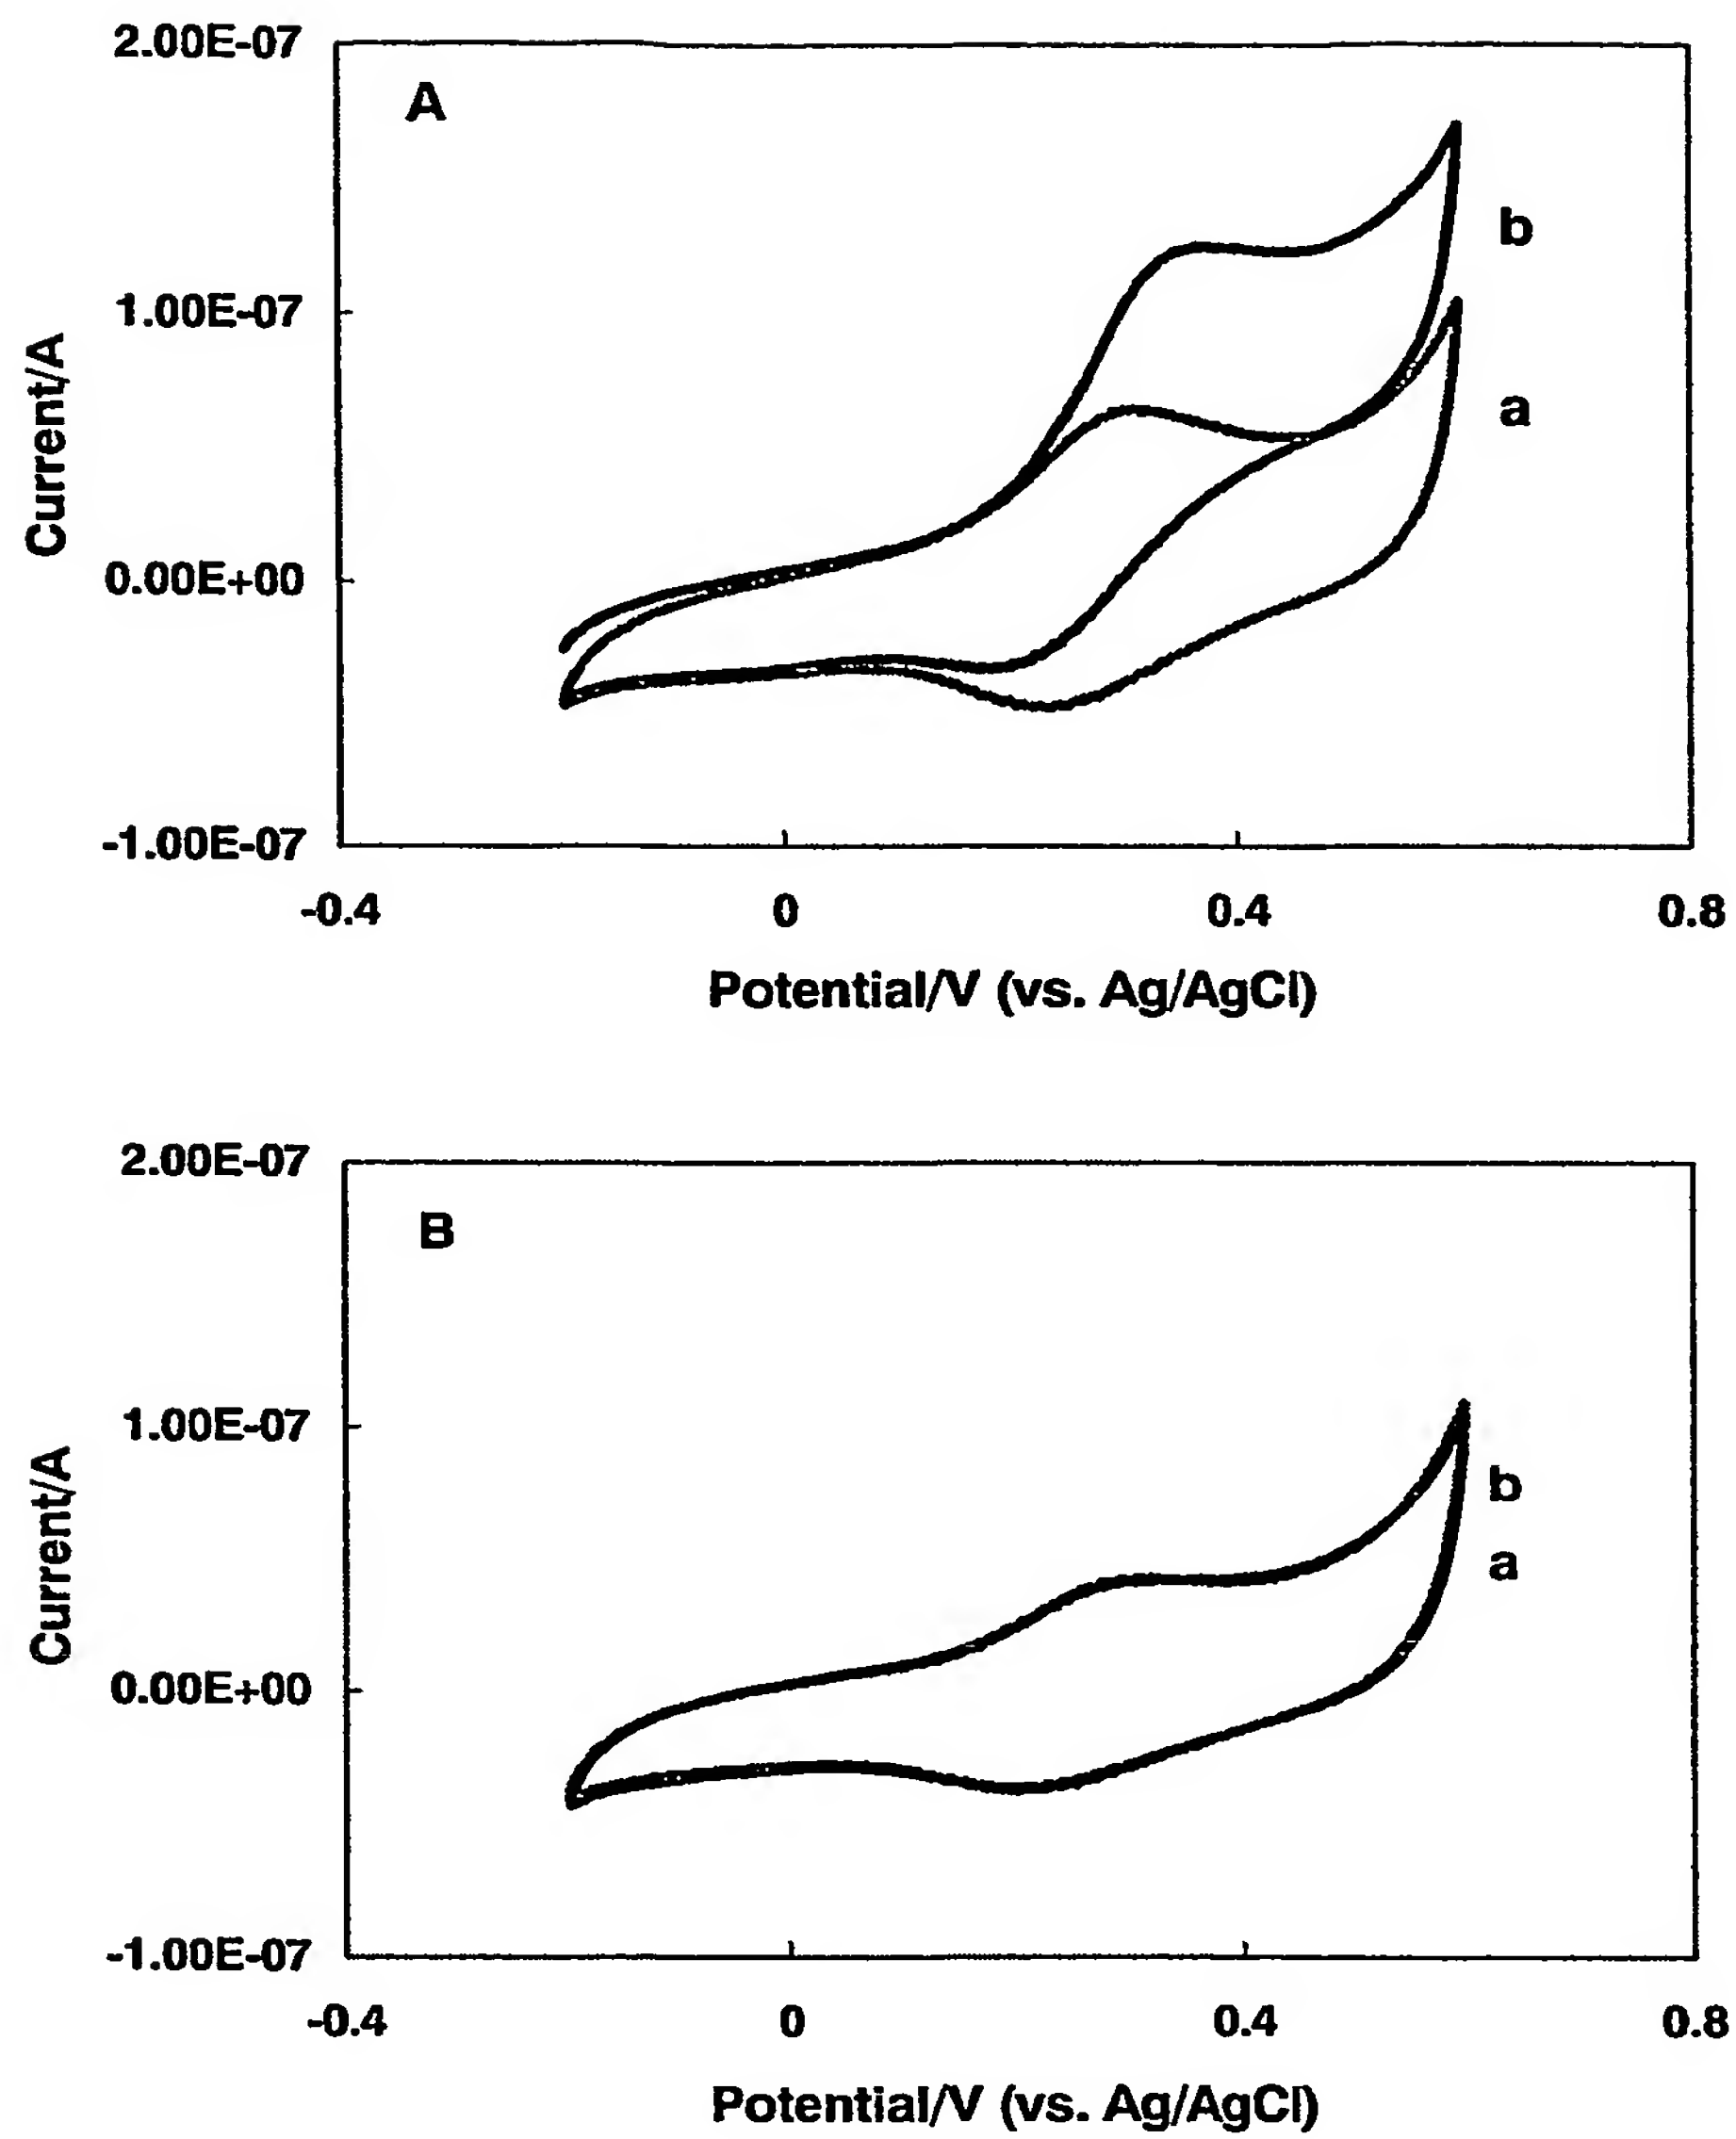 2.00E-07
A
b
1.00E-07
a
Current/A
0.00E+00
-1.00E-07
-0.4 0 0.4 0.8
Potential/V (vs. Ag/AgCl)
2.00E-07
B
1.00E-07
b
a
Current/A
0.00E+00
-1.00E-07
-0.4 0 0.4 0.8
Potential/V (vs. Ag/AgCl)